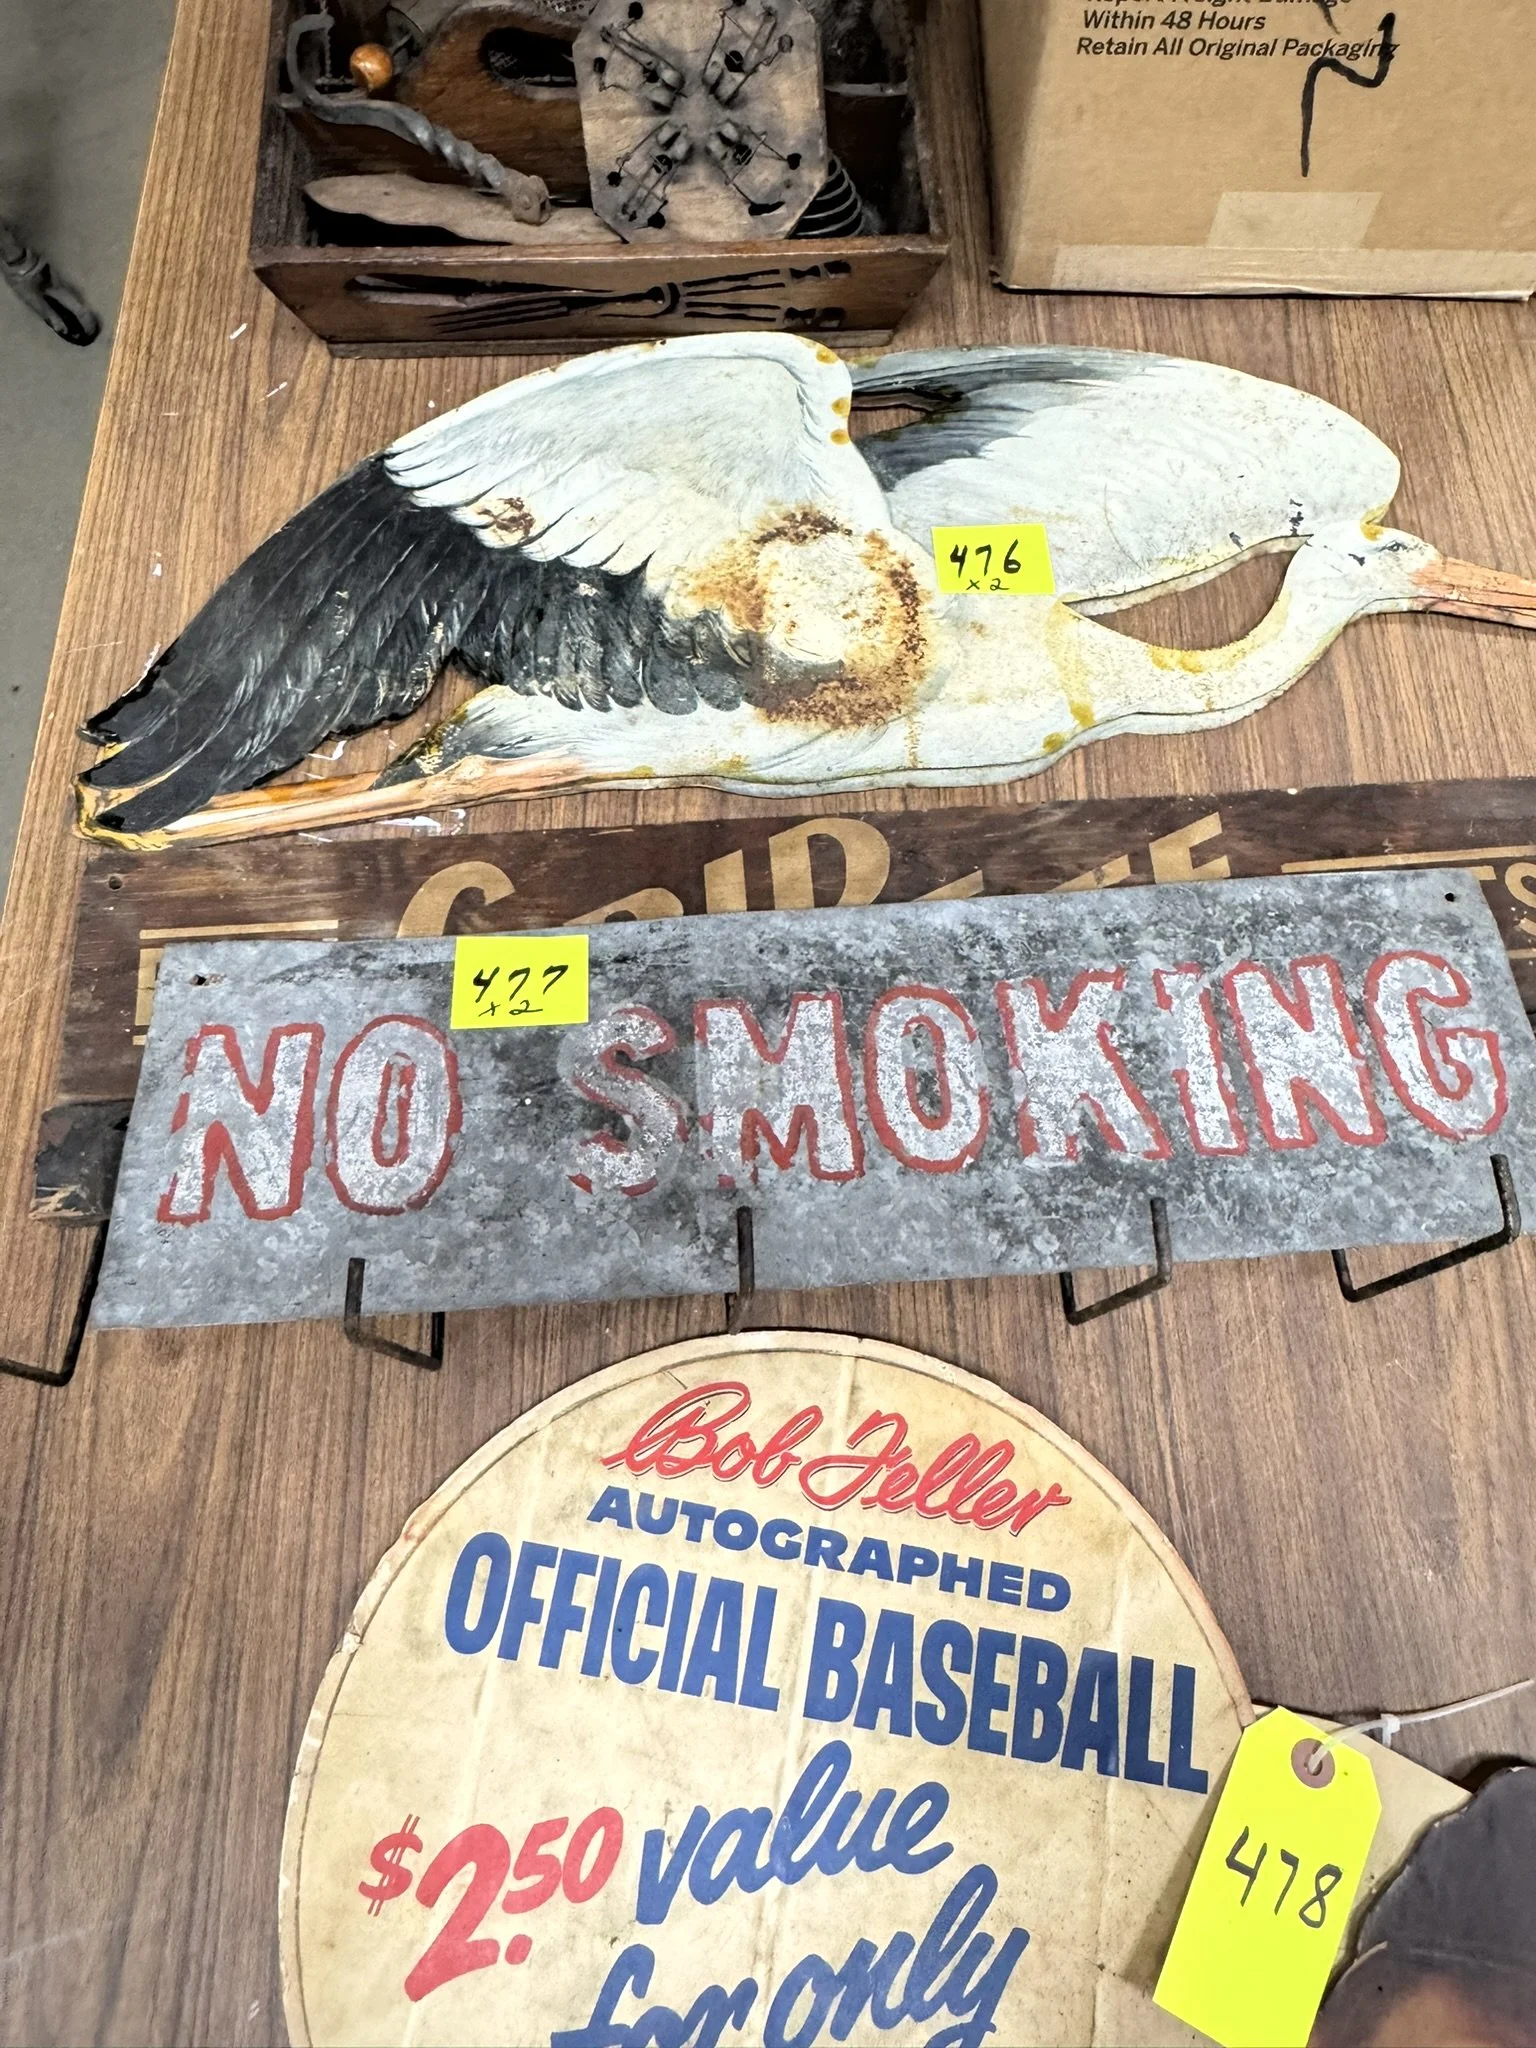 Within 48 Hours
Retain All Original Packaging
476
x2
477
x2
NO SMOKING
Bob Feller
AUTOGRAPHED
OFFICIAL BASEBALL
$2.50 value
for only
478